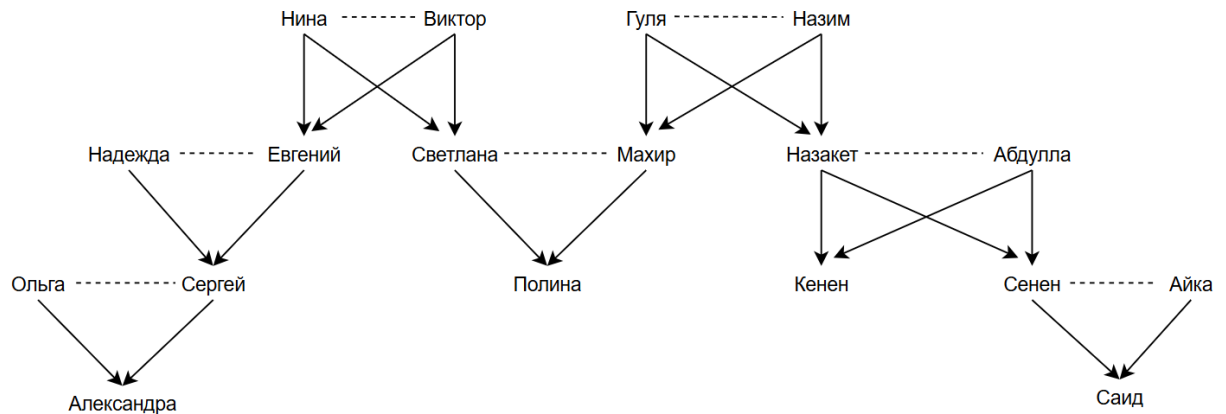 Нина Виктор Гуля Назим
Надежда Евгений Светлана Махир Назакет Абдулла
Ольга Сергей Полина Кенен Сенен Айка
Александра Саид